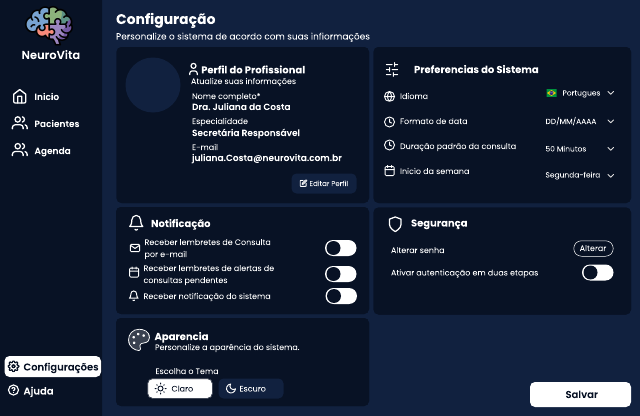 NeuroVita
Inicio
Pacientes
Agenda
Configurações
Ajuda
Configuração
Personalize o sistema de acordo com suas infiormações
Perfil do Profissional
Atualize suas informações
Nome completo*
Dra. Juliana da Costa
Especialidade
Secretária Responsável
E-mail
juliana.Costa@neurovita.com.br
Editar Perfil
Preferencias do Sistema
Idioma
Portugues
Formato de data
DD/MM/AAAA
Duração padrão da consulta
50 Minutos
Início da semana
Segunda-feira
Notificação
Receber lembretes de Consulta
por e-mail
Receber lembretes de alertas de
consultas pendentes
Receber notificação do sistema
Segurança
Alterar senha
Alterar
Ativar autenticação em duas etapas
Aparencia
Personalize a aparência do sistema.
Escolha o Tema
Claro
Escuro
Salvar